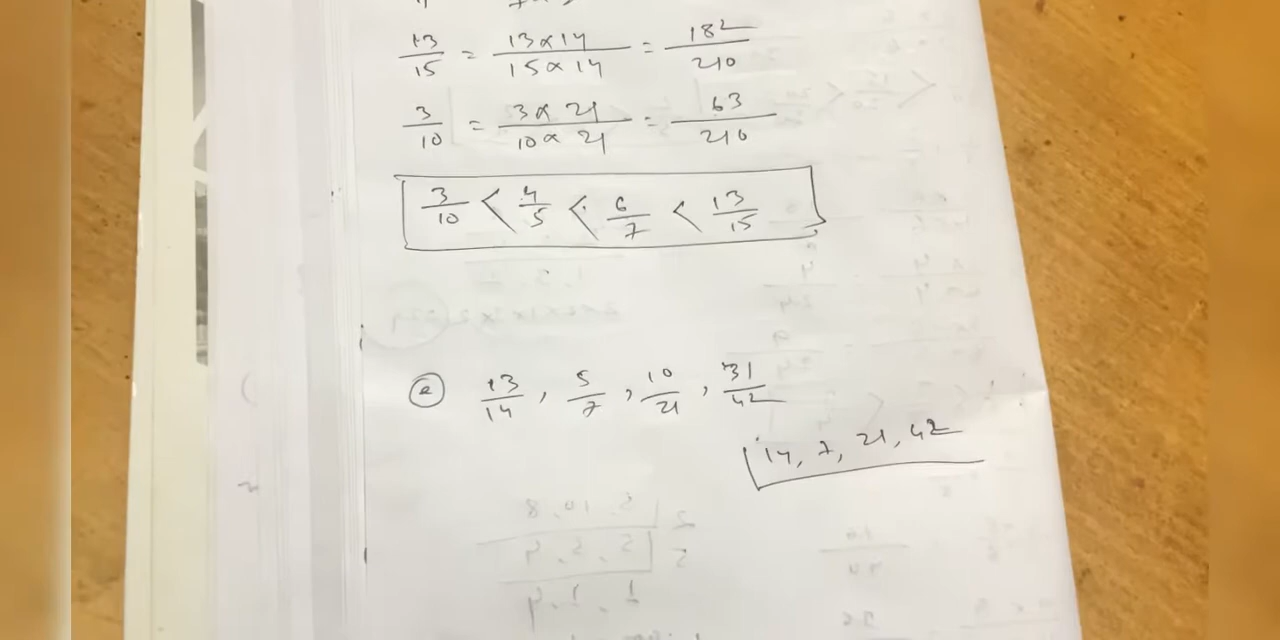 13/15 = 13×14/15×14 = 182/210
3/10 = 3×21/10×21 = 63/210
3/10 < 4/5 < 6/7 < 13/15
(e) 13/14, 5/7, 10/21, 31/42
14, 7, 21, 42